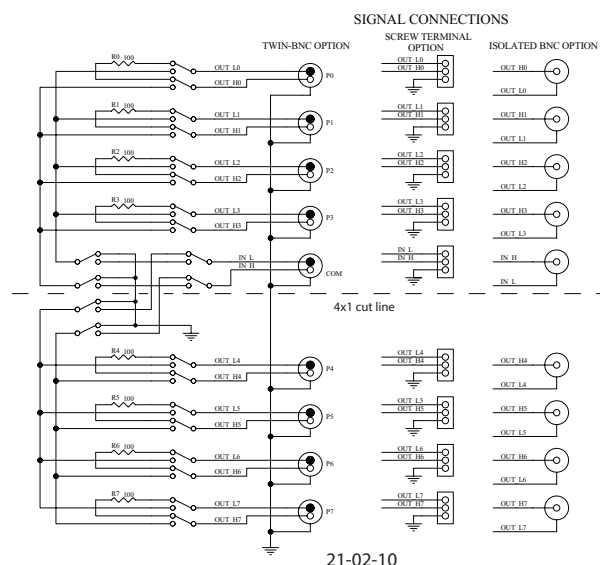 SIGNAL CONNECTIONS
TWIN-BNC OPTION
SCREW TERMINAL
OPTION
ISOLATED BNC OPTION
R0 100
OUT L0
OUT H0
P0
OUT L0
OUT H0
OUT H0
OUT L0
R1 100
OUT L1
OUT H1
P1
OUT L1
OUT H1
OUT H1
OUT L1
R2 100
OUT L2
OUT H2
P2
OUT L2
OUT H2
OUT H2
OUT L2
R3 100
OUT L3
OUT H3
P3
OUT L3
OUT H3
OUT H3
OUT L3
IN L
IN H
COM
IN L
IN H
IN H
IN L
4x1 cut line
R4 100
OUT L4
OUT H4
P4
OUT L4
OUT H4
OUT H4
OUT L4
R5 100
OUT L5
OUT H5
P5
OUT L5
OUT H5
OUT H5
OUT L5
R6 100
OUT L6
OUT H6
P6
OUT L6
OUT H6
OUT H6
OUT L6
R7 100
OUT L7
OUT H7
P7
OUT L7
OUT H7
OUT H7
OUT L7
21-02-10